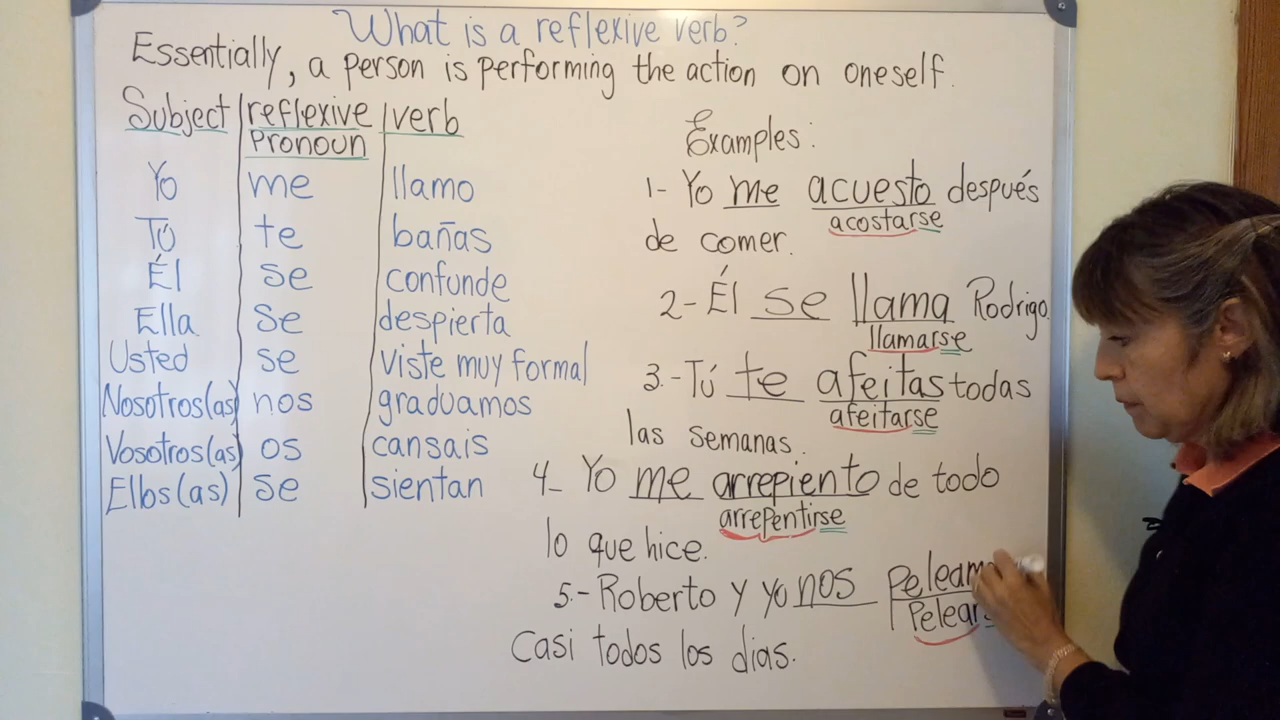 What is a reflexive verb?
Essentially, a person is performing the action on oneself.
Subject reflexive Pronoun verb
Yo me llamo
Tú te bañas
Él se confunde
Ella se despierta
Usted se viste muy formal
Nosotros(as) nos graduamos
Vosotros(as) os cansais
Ellos(as) se sientan
Examples:
1- Yo me acuesto después
acostarse
de comer.
2- Él se llama Rodrigo.
llamarse
3.- Tú te afeitas todas
afeitarse
las semanas.
4- Yo me arrepiento de todo
arrepentirse
lo que hice.
5.- Roberto y yo nos
Casi todos los dias.